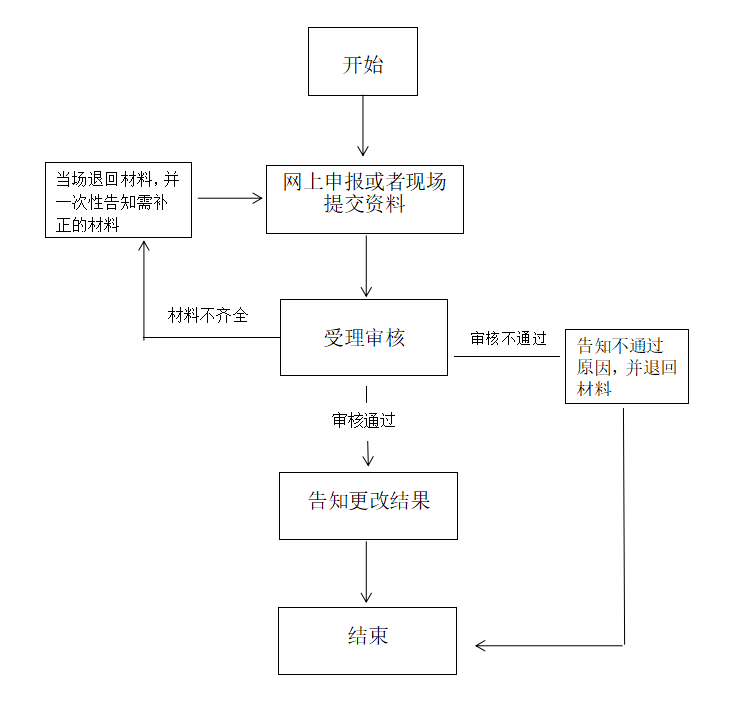 开始
网上申报或者现场
提交资料
当场退回材料，并
一次性告知需补
正的材料
材料不齐全
受理审核
审核不通过
告知不通过
原因，并退回
材料
审核通过
告知更改结果
结束